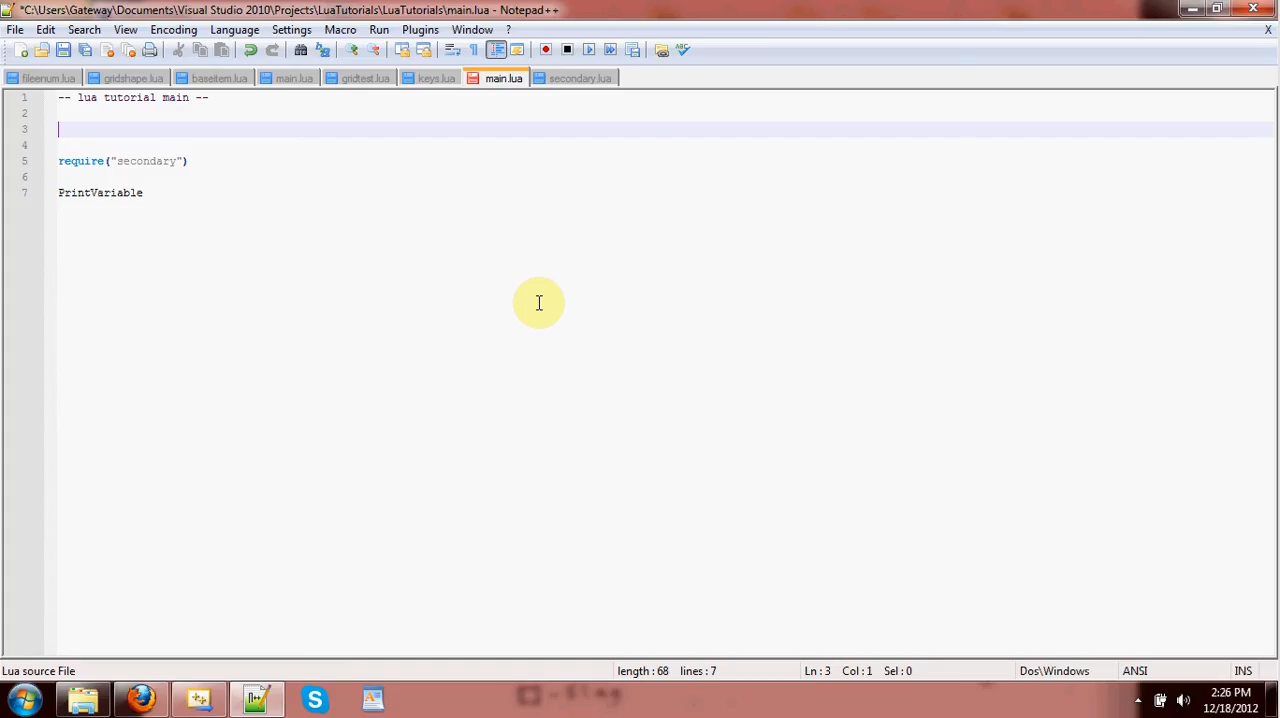 *C:\Users\Gateway\Documents\Visual Studio 2010\Projects\LuaTutorials\LuaTutorials\main.lua - Notepad++
File Edit Search View Encoding Language Settings Macro Run Plugins Window ? X
fileenum.lua gridshape.lua baseitem.lua main.lua gridtest.lua keys.lua main.lua secondary.lua
1 -- lua tutorial main --
2
3
4
5 require("secondary")
6
7 PrintVariable
Lua source File length : 68 lines : 7 Ln : 3 Col : 1 Sel : 0 Dos\Windows ANSI INS
2:26 PM
12/18/2012